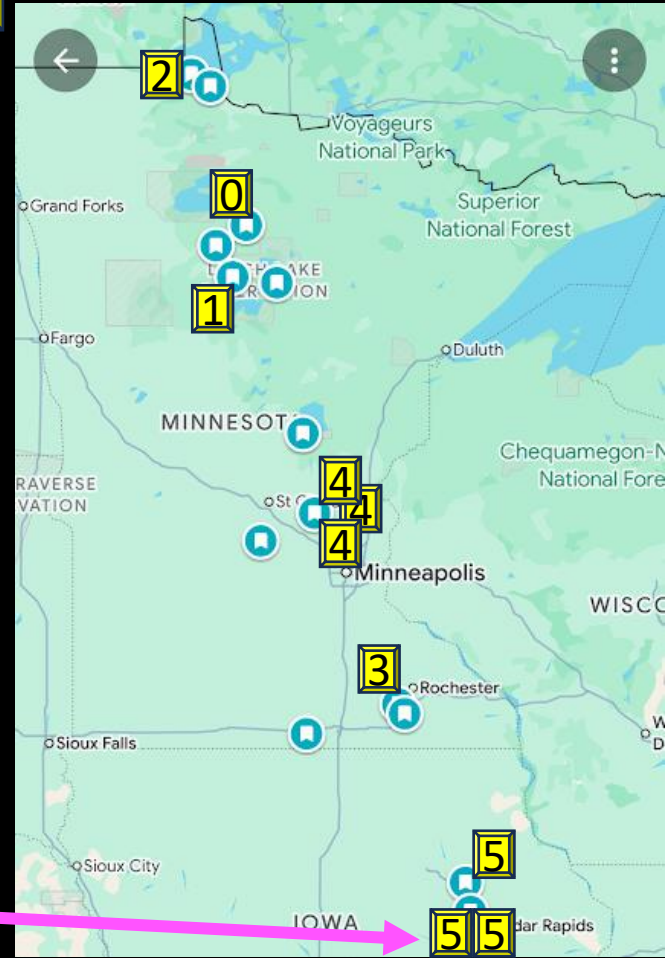 2
Voyageurs
National Park
0
Grand Forks
Superior
National Forest
1
Fargo
Duluth
MINNESOT
Chequamegon-N
National Fore
RAVERSE
VATION
4
St C
4
4
Minneapolis
WISCO
3
Rochester
Sioux Falls
W
D
5
Sioux City
IOWA
5
5
dar Rapids